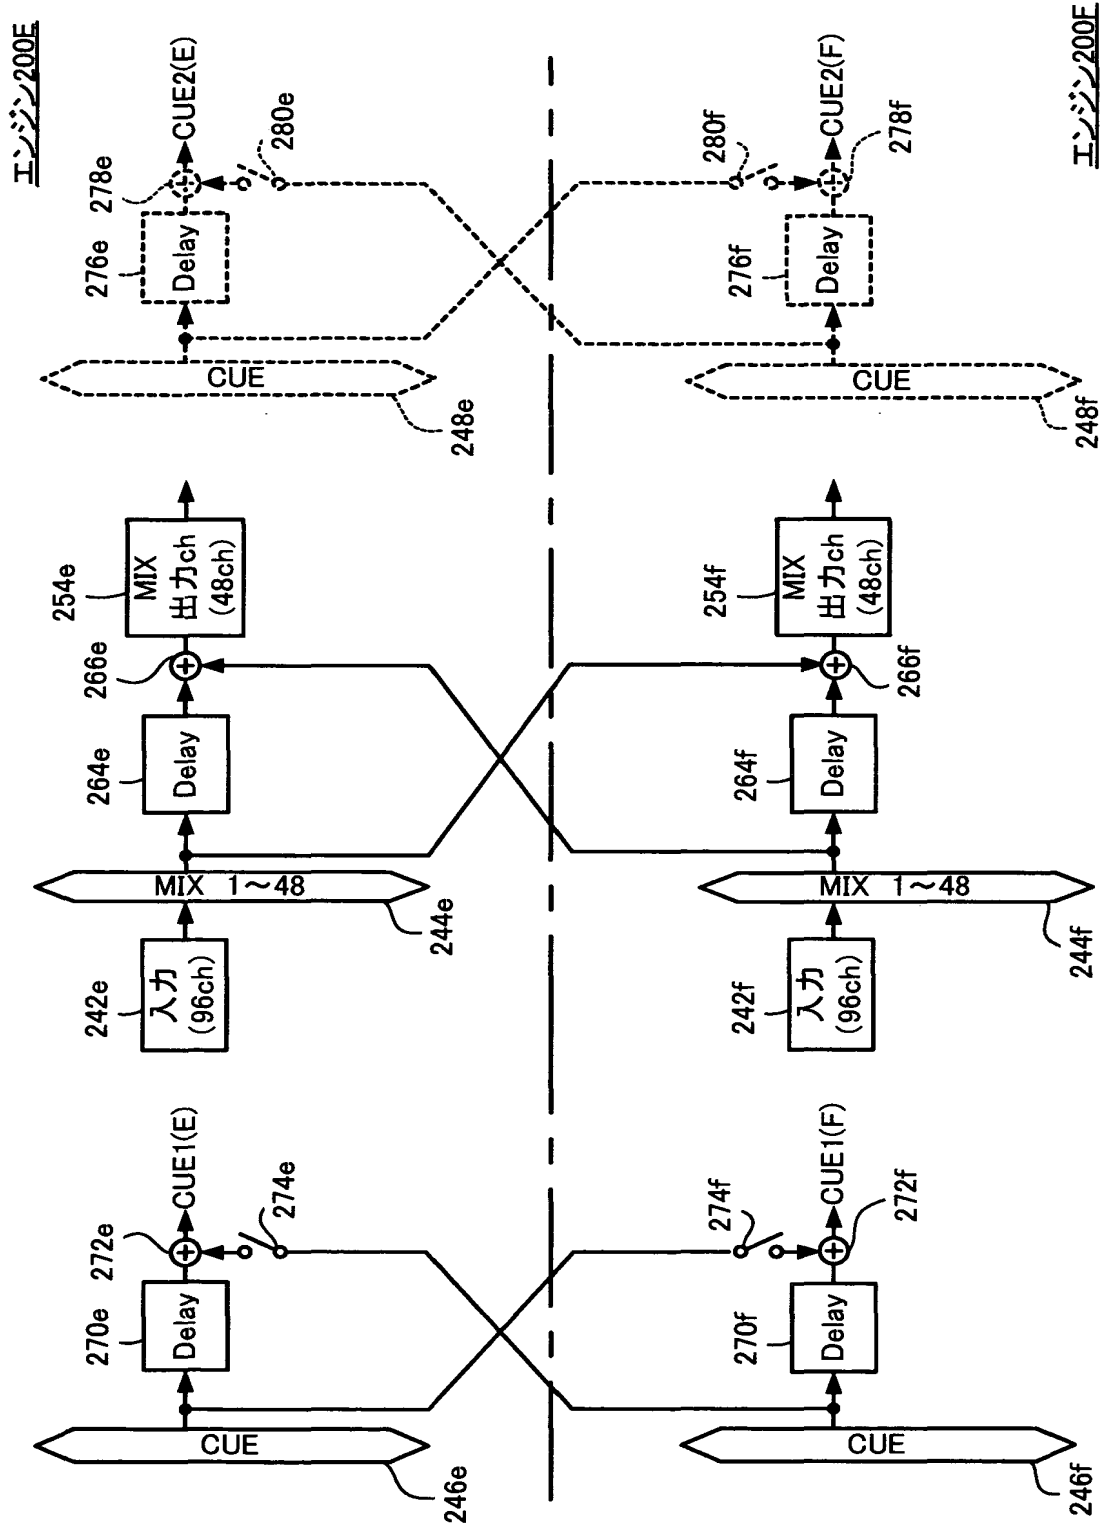 エンジン200E
CUE
246e
Delay
270e
272e
CUE1(E)
274e
入力
(96ch)
242e
MIX 1～48
244e
Delay
264e
266e
MIX
出力ch
(48ch)
254e
CUE
248e
Delay
276e
278e
CUE2(E)
280e
エンジン200F
CUE
246f
Delay
270f
272f
CUE1(F)
274f
入力
(96ch)
242f
MIX 1～48
244f
Delay
264f
266f
MIX
出力ch
(48ch)
254f
CUE
248f
Delay
276f
278f
CUE2(F)
280f